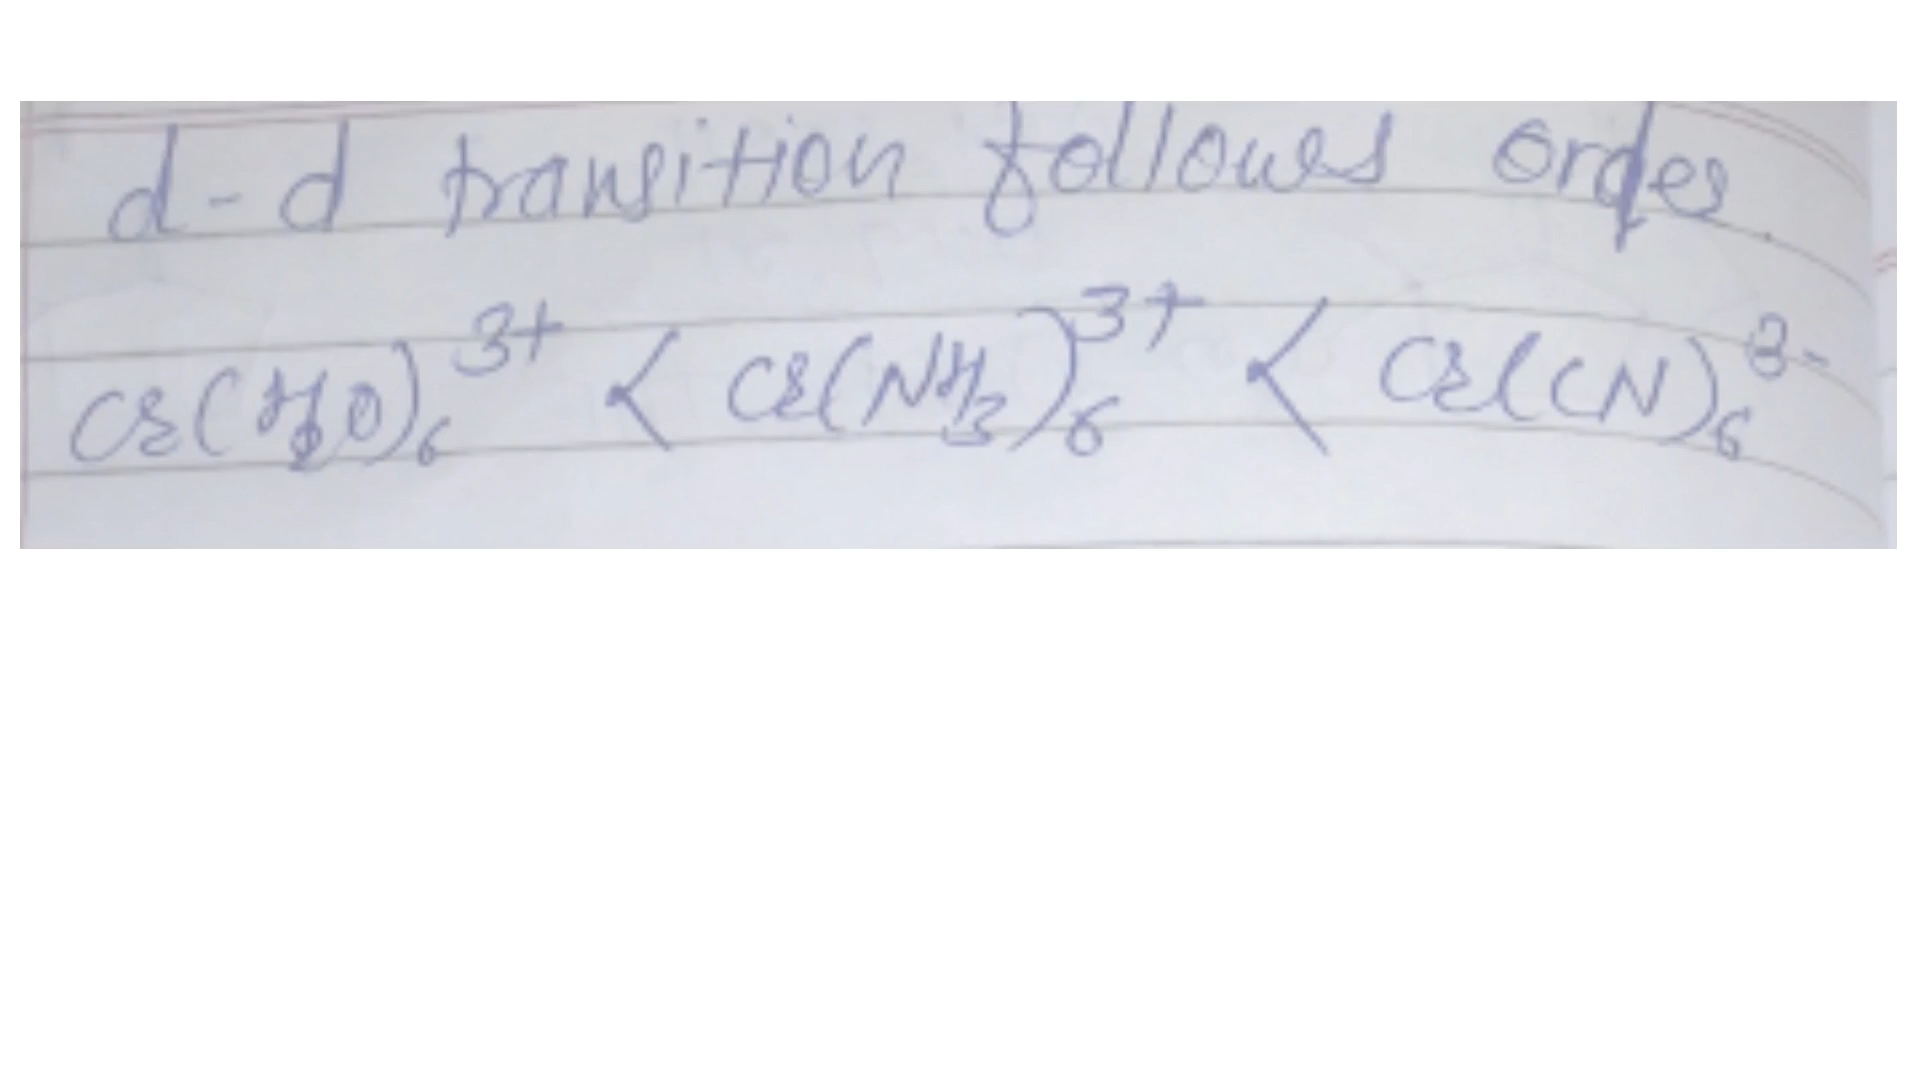 d-d transition follows order
Cr(H2O)6 3+ < Cr(NH3)6 3+ < Cr(CN)6 3-